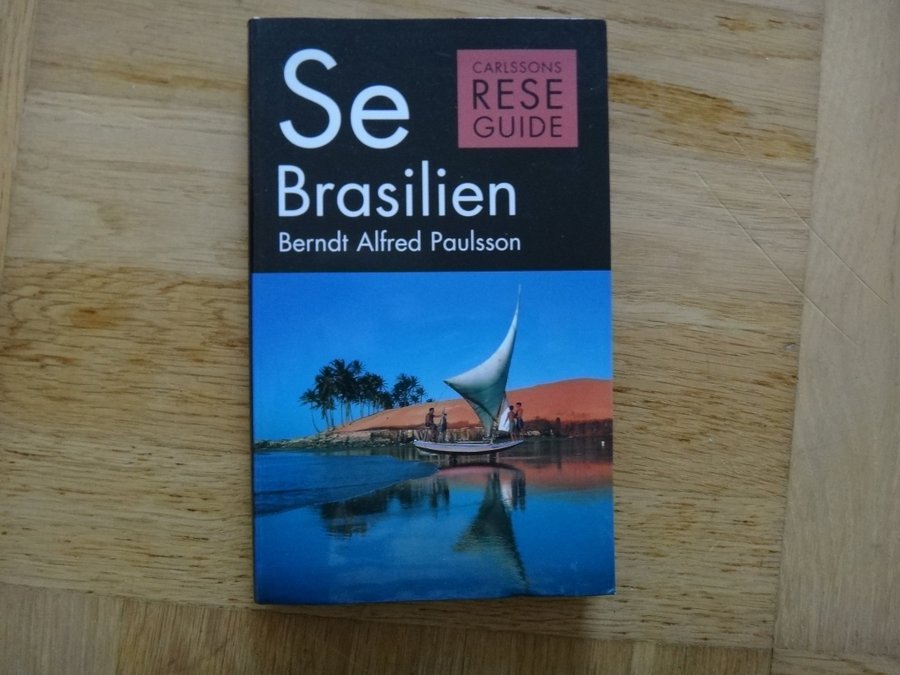 Se
Brasilien
Berndt Alfred Paulsson
CARLSSONS
RESE
GUIDE